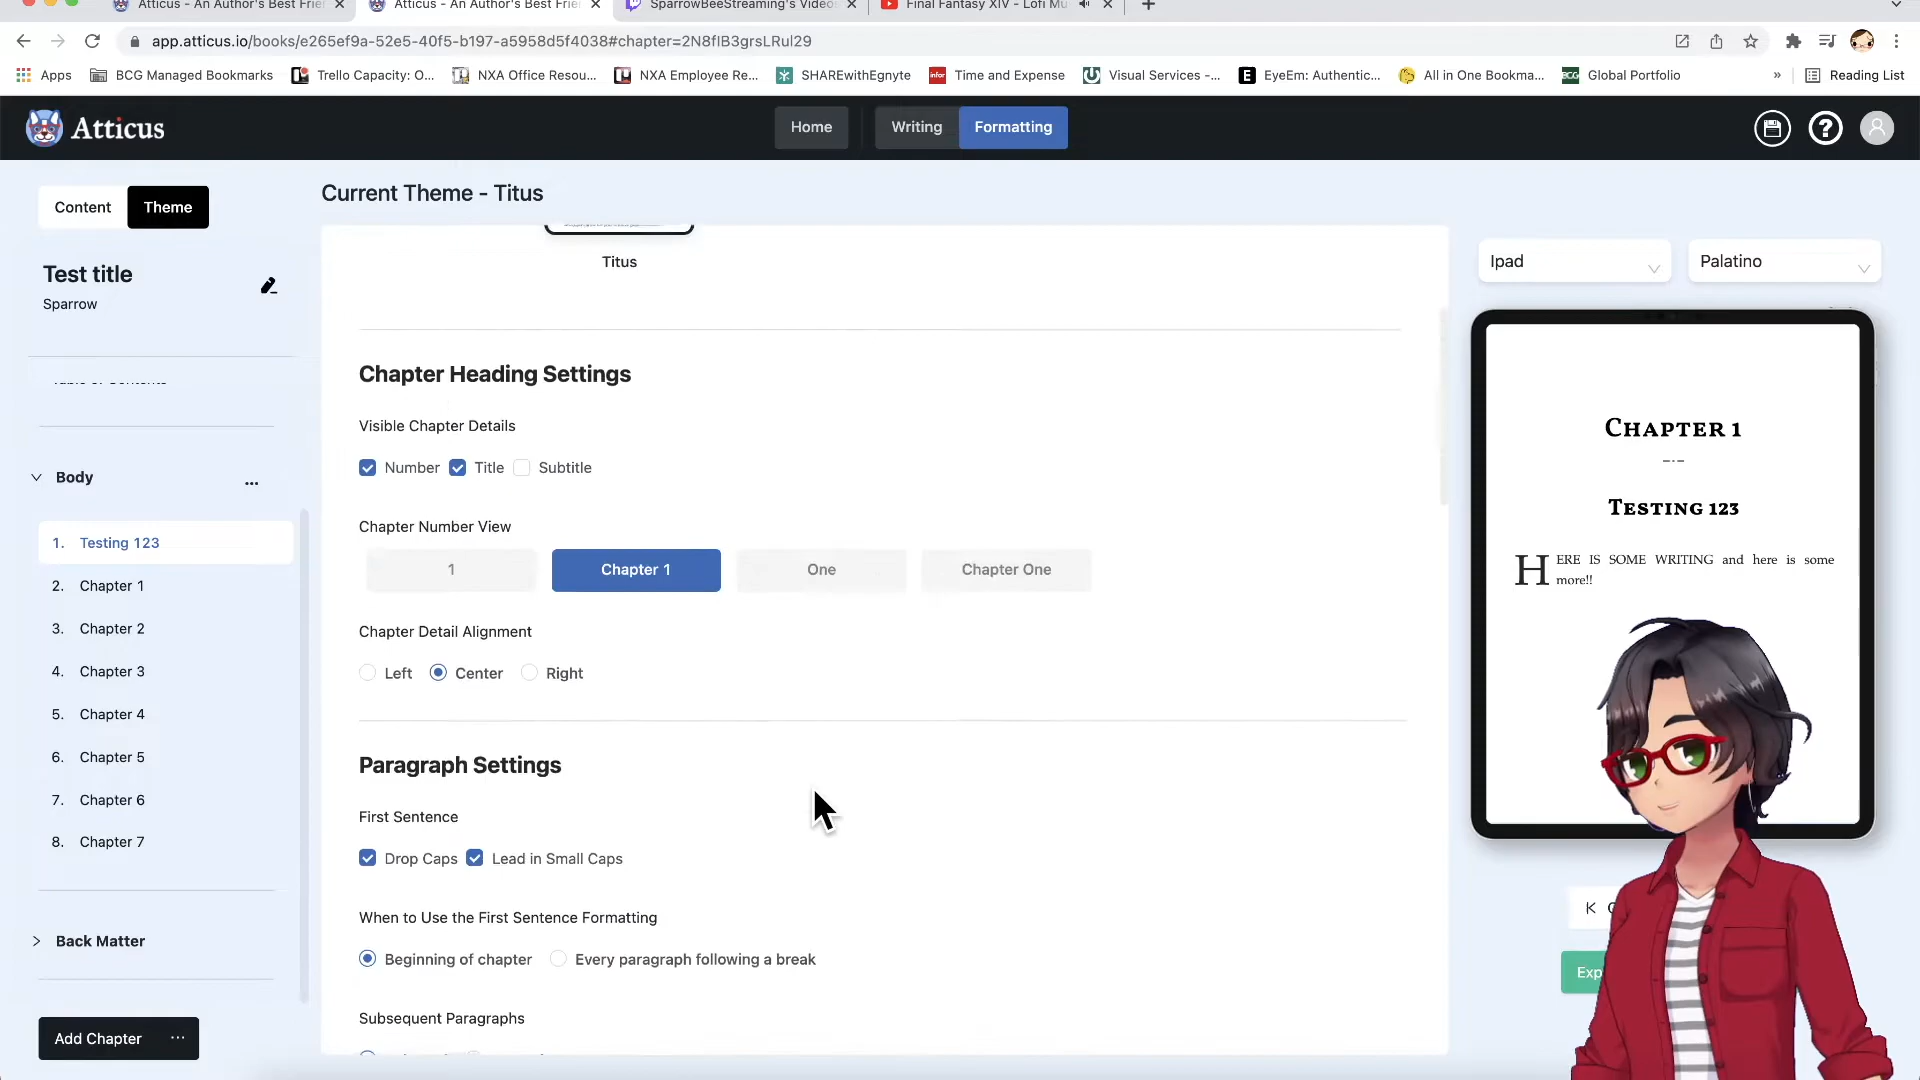 Atticus - An Author's Best Frie
Atticus - An Author's Best Frie
SparrowBeeStreaming's Videos
Final Fantasy XIV - Lofi Mu
app.atticus.io/books/e265ef9a-52e5-40f5-b197-a5958d5f4038#chapter=2N8fIB3grsLRul29
Apps
BCG Managed Bookmarks
Trello Capacity: O...
NXA Office Resou...
NXA Employee Re...
SHAREwithEgnyte
infor
Time and Expense
Visual Services -...
EyeEm: Authentic...
All in One Bookma...
BCG
Global Portfolio
»
Reading List
Atticus
Home
Writing
Formatting
Content
Theme
Test title
Sparrow
Table of Contents
Body
...
1. Testing 123
2. Chapter 1
3. Chapter 2
4. Chapter 3
5. Chapter 4
6. Chapter 5
7. Chapter 6
8. Chapter 7
Back Matter
Add Chapter ...
Current Theme - Titus
Titus
Chapter Heading Settings
Visible Chapter Details
Number Title Subtitle
Chapter Number View
1
Chapter 1
One
Chapter One
Chapter Detail Alignment
Left Center Right
Paragraph Settings
First Sentence
Drop Caps Lead in Small Caps
When to Use the First Sentence Formatting
Beginning of chapter Every paragraph following a break
Subsequent Paragraphs
Ipad
Palatino
CHAPTER 1
TESTING 123
HERE IS SOME WRITING and here is some
more!!
Exp